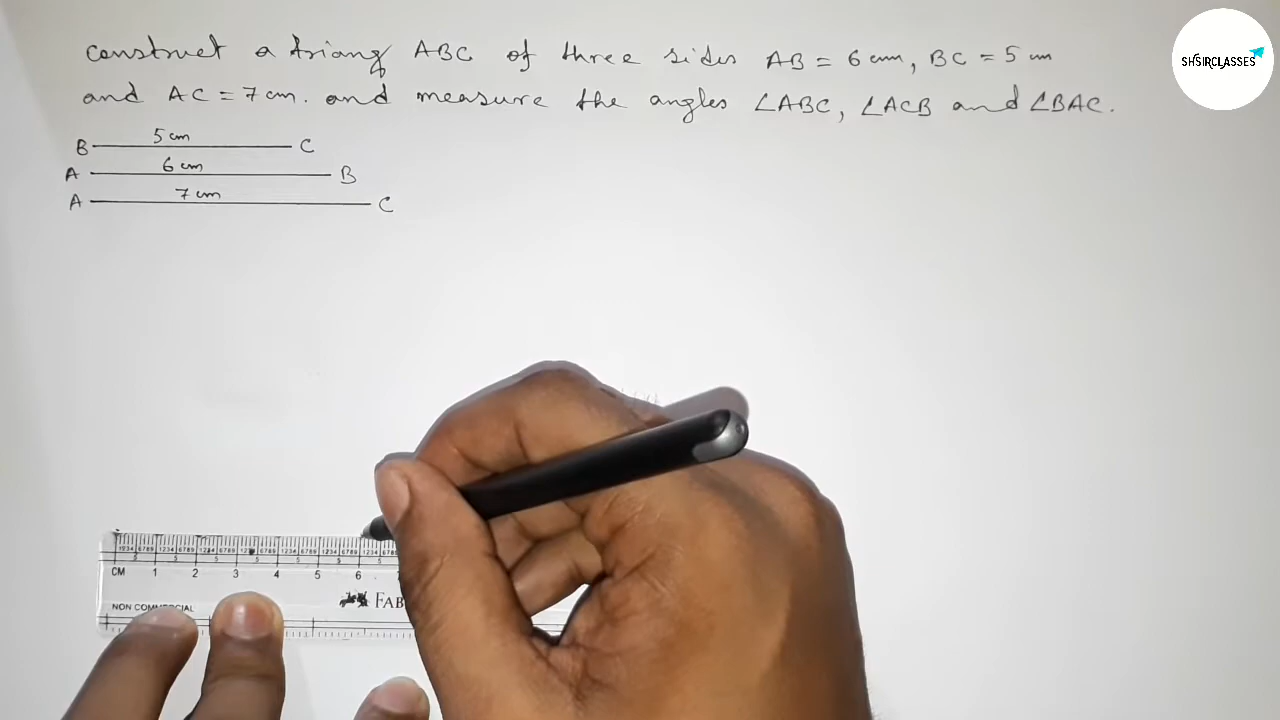 construct a triang ABC of three sides AB = 6 cm, BC = 5 cm
and AC = 7 cm. and measure the angles ∠ABC, ∠ACB and ∠BAC.
SHSIRCLASSES
5 cm
B C
6 cm
A B
7 cm
A C
CM 1 2 3 4 5 6
FAB
NON COMMERCIAL